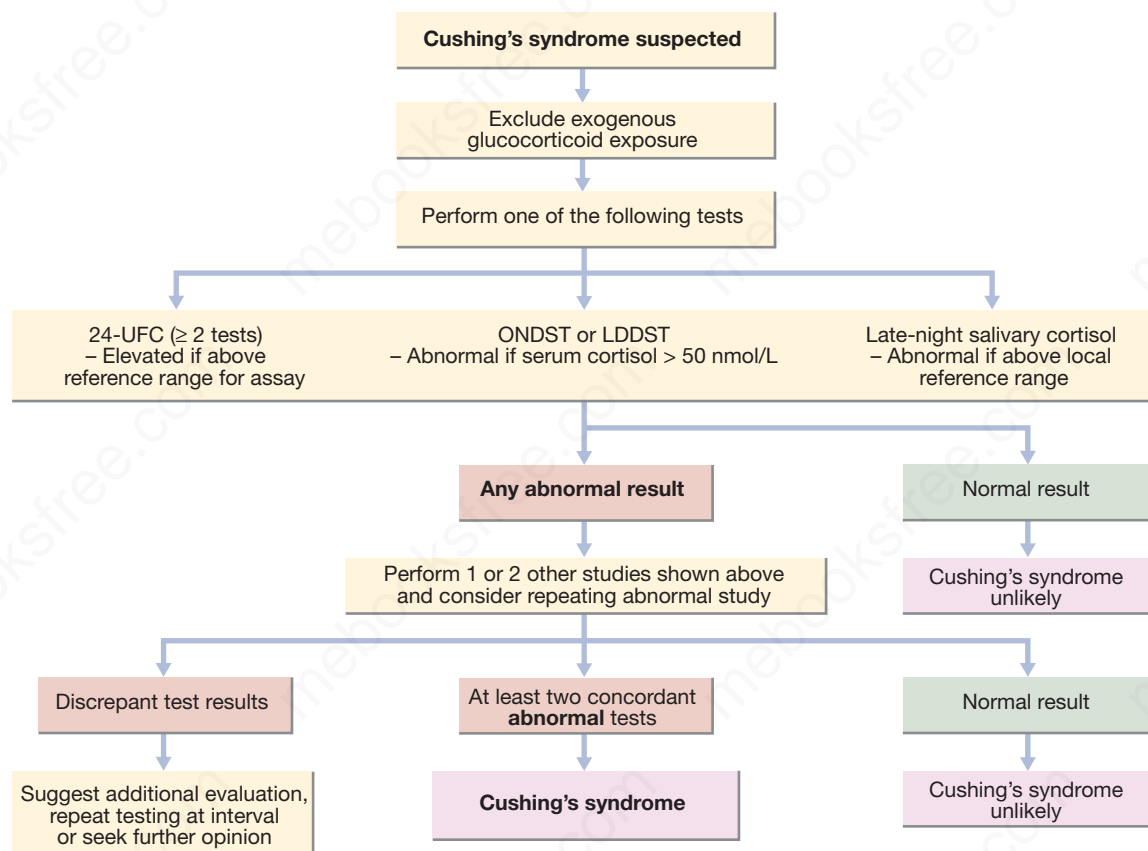 Cushing’s syndrome suspected
Exclude exogenous
glucocorticoid exposure
Perform one of the following tests
24-UFC (≥ 2 tests)
– Elevated if above
reference range for assay
ONDST or LDDST
– Abnormal if serum cortisol > 50 nmol/L
Late-night salivary cortisol
– Abnormal if above local
reference range
Any abnormal result
Normal result
Perform 1 or 2 other studies shown above
and consider repeating abnormal study
Cushing’s syndrome
unlikely
Discrepant test results
At least two concordant
abnormal tests
Normal result
Suggest additional evaluation,
repeat testing at interval
or seek further opinion
Cushing’s syndrome
Cushing’s syndrome
unlikely
mebooksfree.com
mebooksfree.com